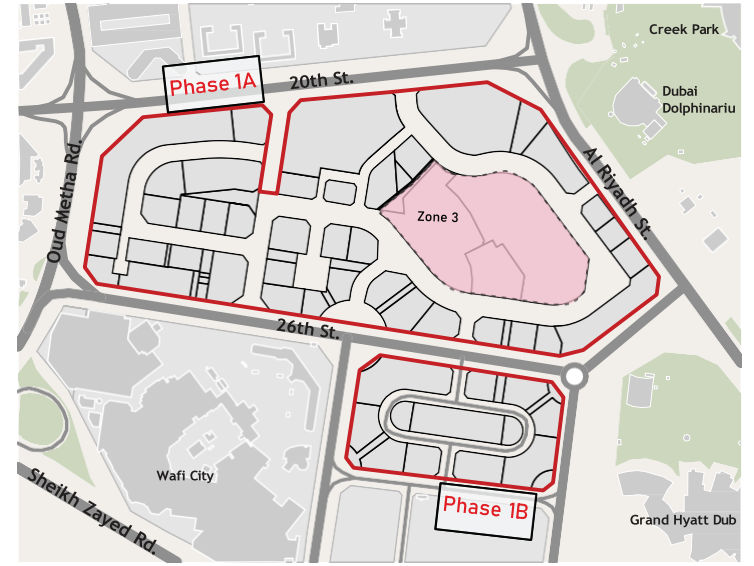 Creek Park
Phase 1A
20th St.
Dubai
Dolphinariu
Al Riyadh St.
Oud Metha Rd.
Zone 3
26th St.
Wafi City
Sheikh Zayed Rd.
Phase 1B
Grand Hyatt Dub